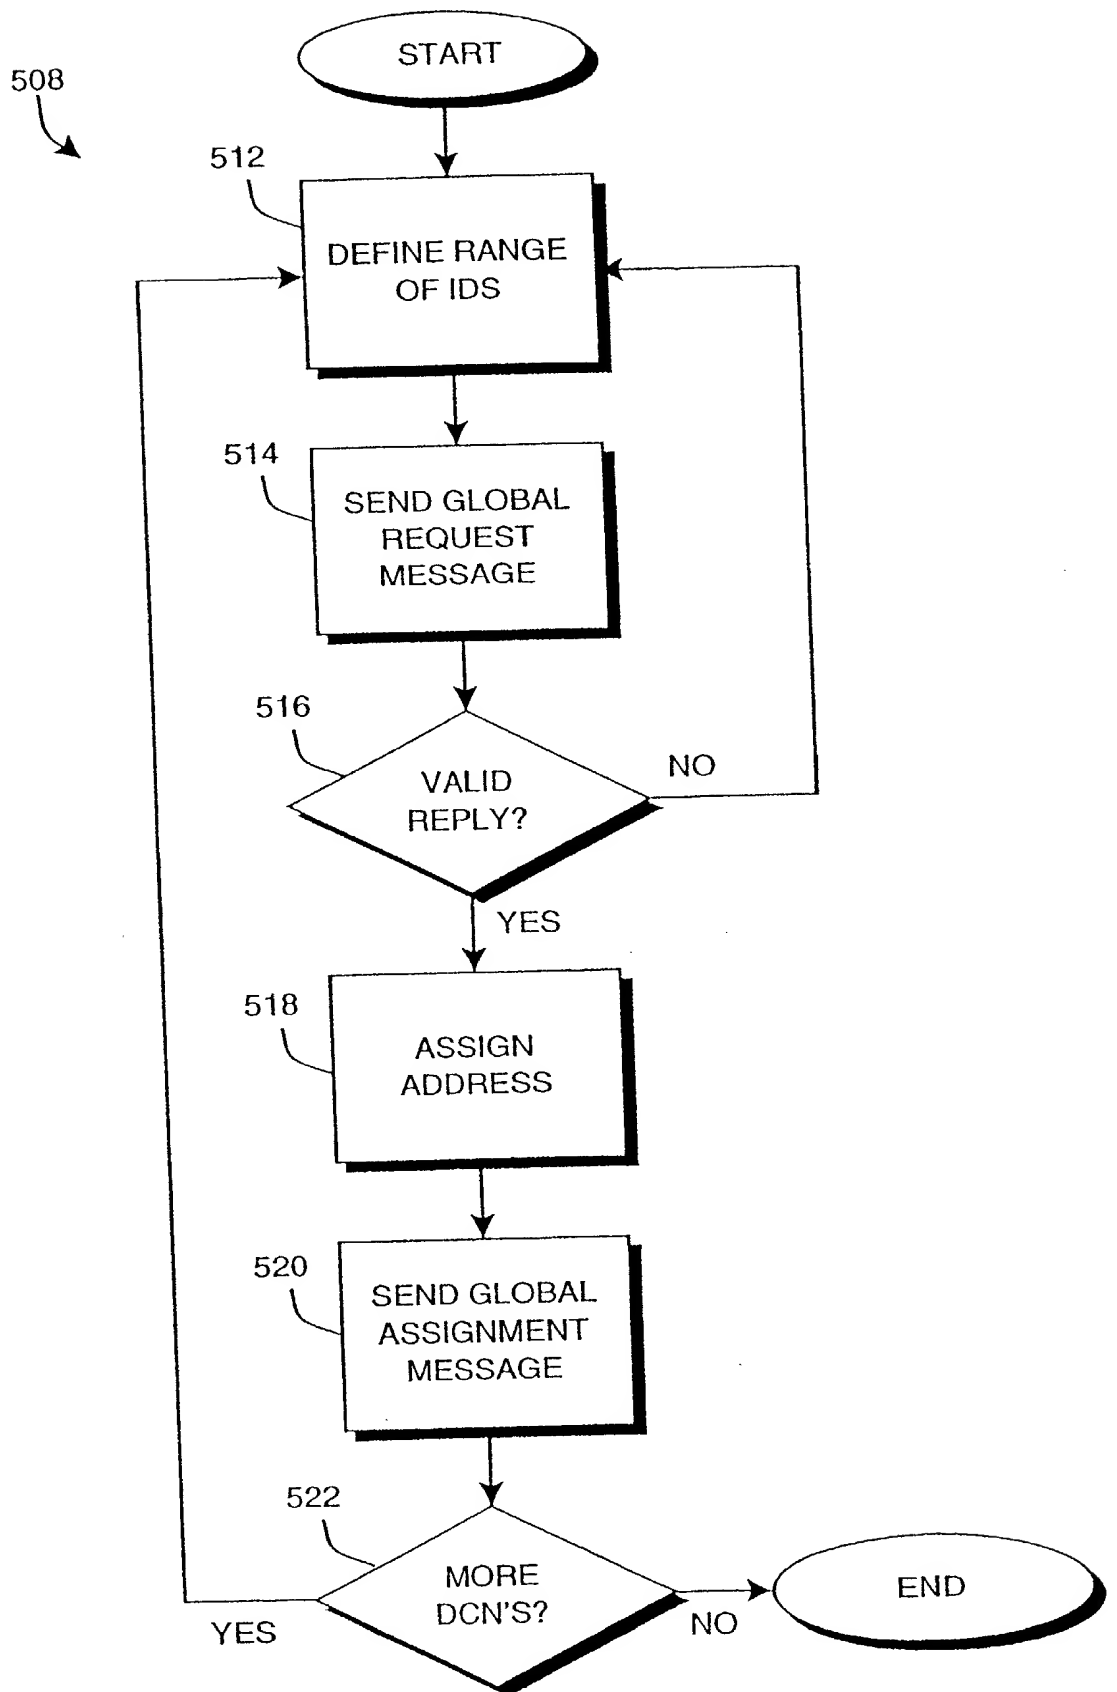 START
508
512
DEFINE RANGE
OF IDS
514
SEND GLOBAL
REQUEST
MESSAGE
516
VALID
REPLY?
NO
YES
518
ASSIGN
ADDRESS
520
SEND GLOBAL
ASSIGNMENT
MESSAGE
522
MORE
DCN'S?
YES
NO
END